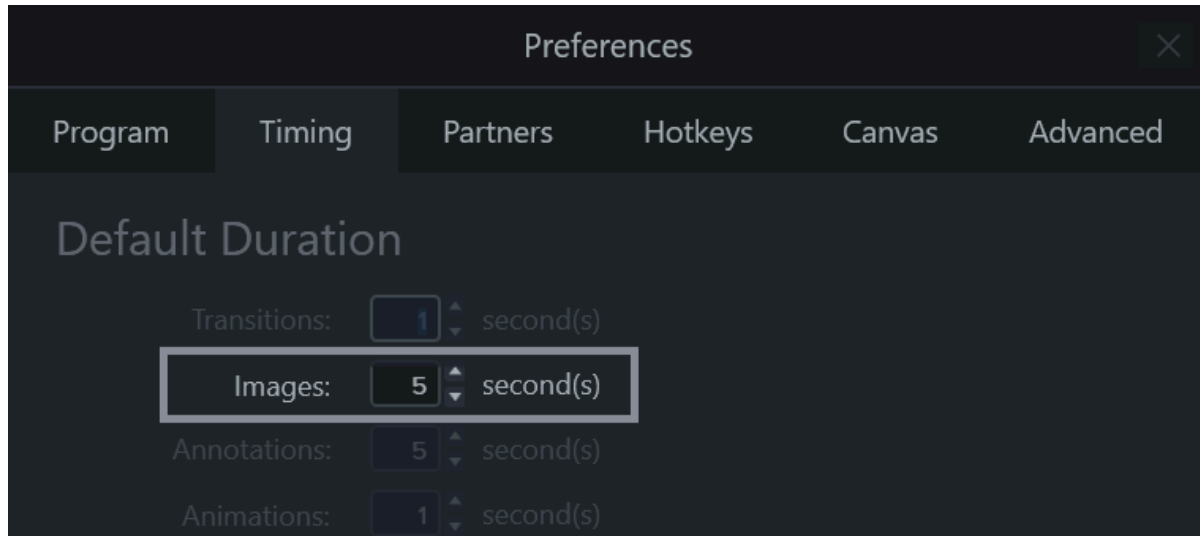 Preferences
Program Timing Partners Hotkeys Canvas Advanced
Default Duration
Transitions: 1 second(s)
Images: 5 second(s)
Annotations: 5 second(s)
Animations: 1 second(s)